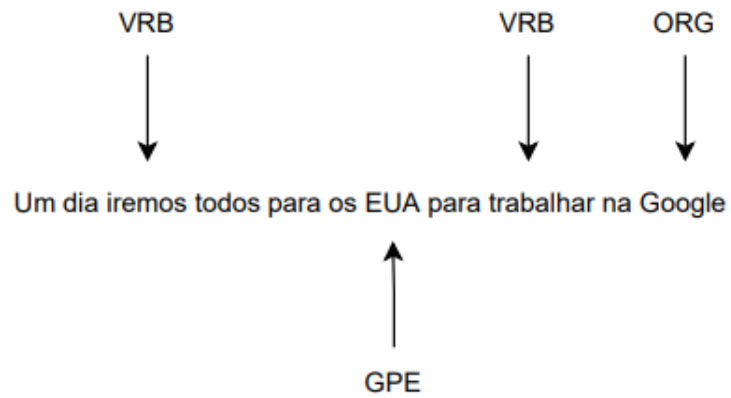 VRB VRB ORG
Um dia iremos todos para os EUA para trabalhar na Google
GPE